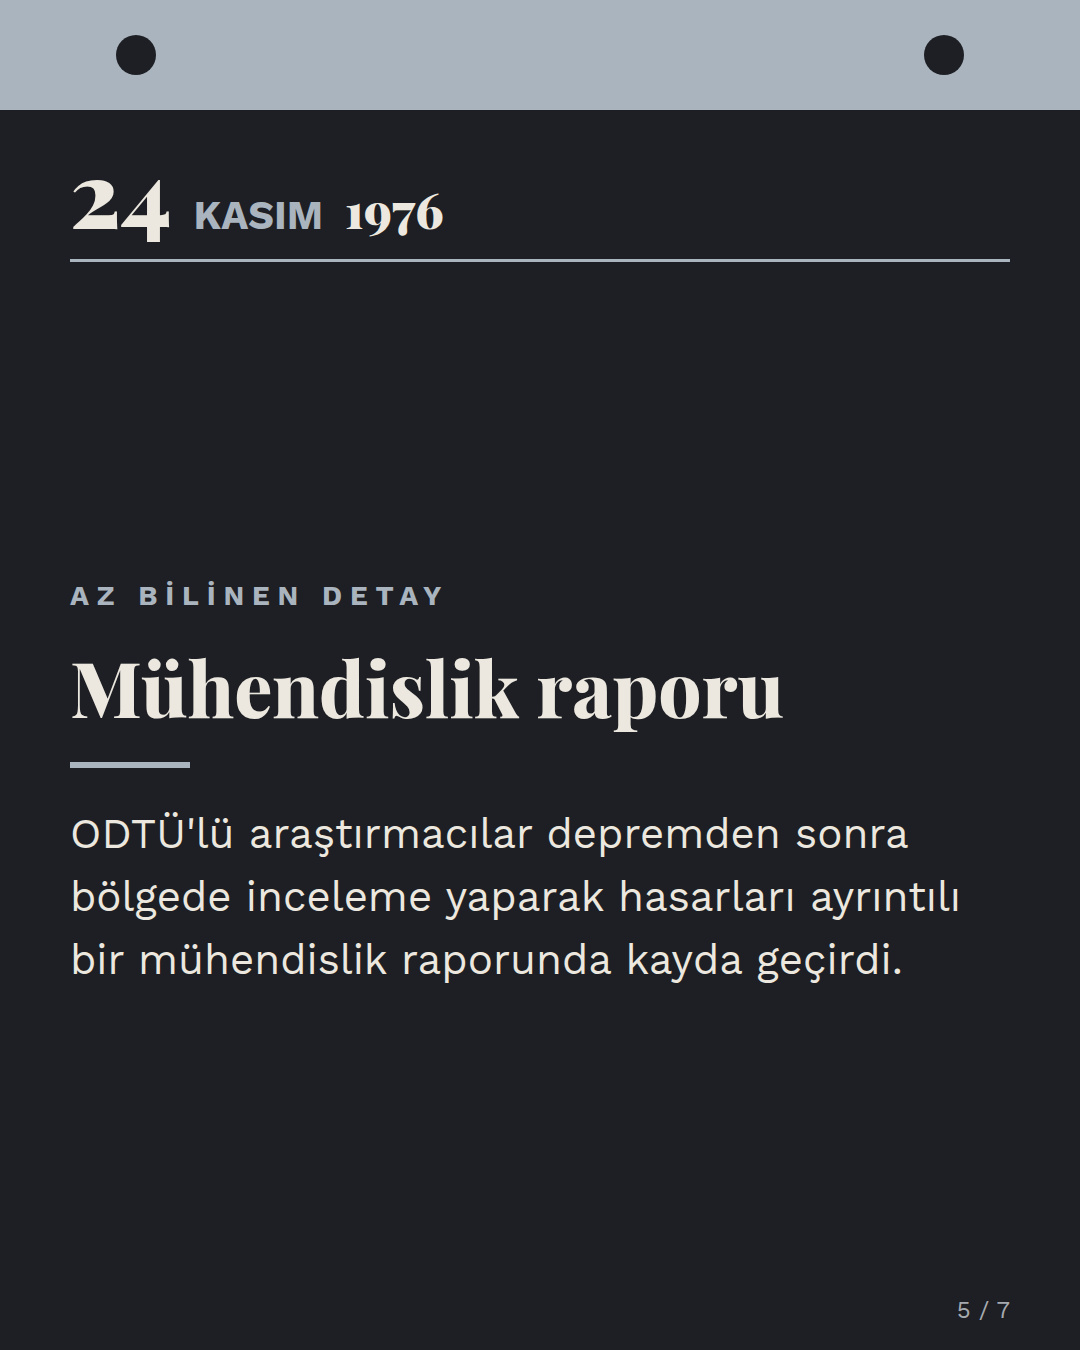 24 KASIM 1976
AZ BİLİNEN DETAY
Mühendislik raporu
ODTÜ'lü araştırmacılar depremden sonra
bölgede inceleme yaparak hasarları ayrıntılı
bir mühendislik raporunda kayda geçirdi.
5 / 7